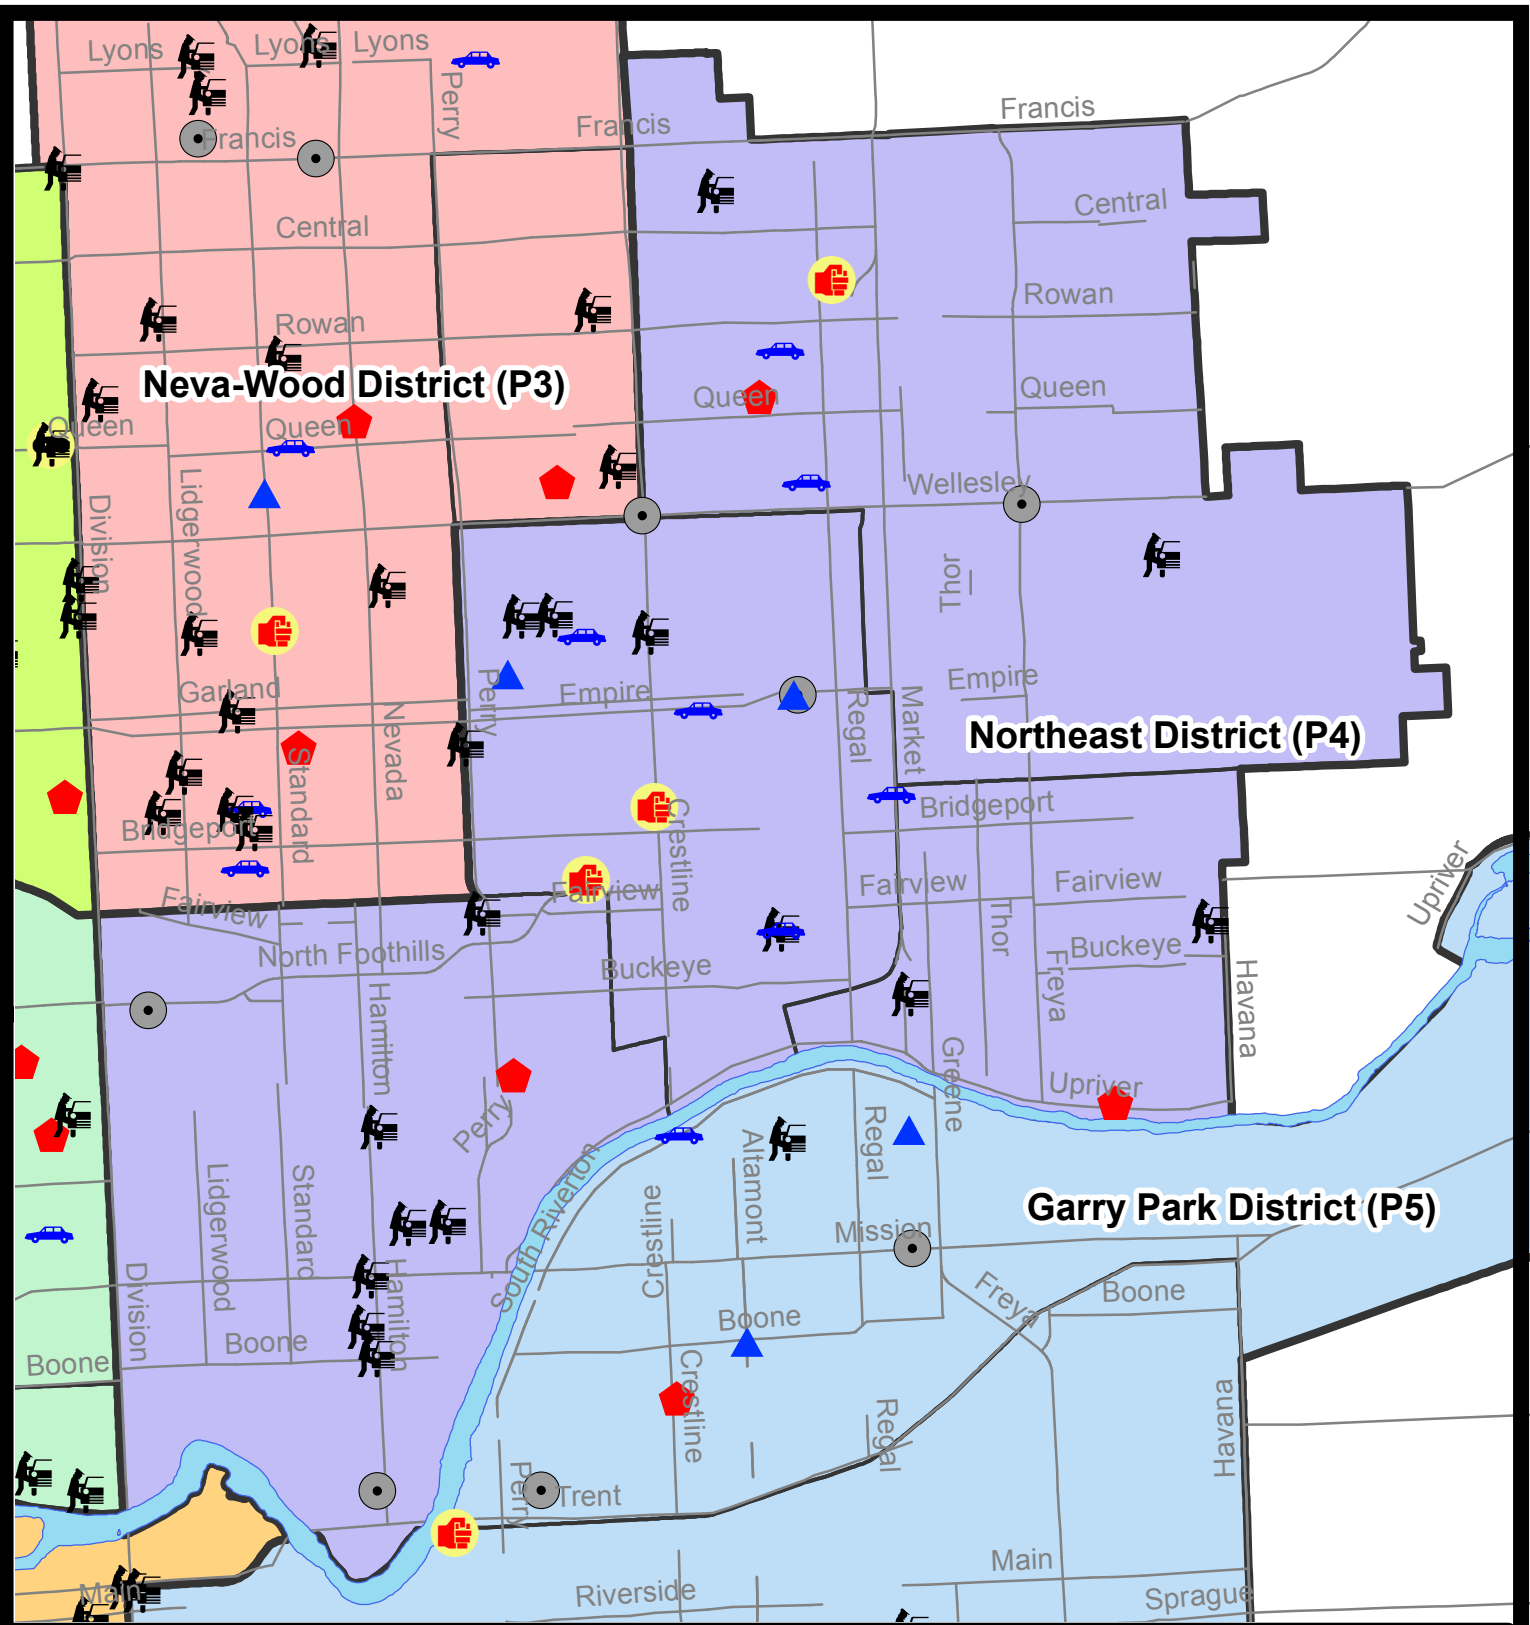 Lyons
Lyons
Lyons
Perry
Francis
Francis
Francis
Central
Central
Rowan
Rowan
Neva-Wood District (P3)
Queen
Queen
Queen
Queen
Wellesley
Division
Lidgerwood
Thor
Garland
Perry
Empire
Empire
Nevada
Regal
Market
Northeast District (P4)
Standard
Bridgeport
Bridgeport
Crestline
Fairview
Fairview
Fairview
Fairview
Upriver
North Foothills
Buckeye
Thor
Buckeye
Freya
Havana
Hamilton
Greene
Upriver
Perry
Regal
Altamont
Lidgerwood
Standard
South Riverton
Crestline
Garry Park District (P5)
Mission
Division
Hamilton
Freya
Boone
Boone
Boone
Boone
Crestline
Regal
Havana
Perry
Trent
Main
Main
Riverside
Sprague